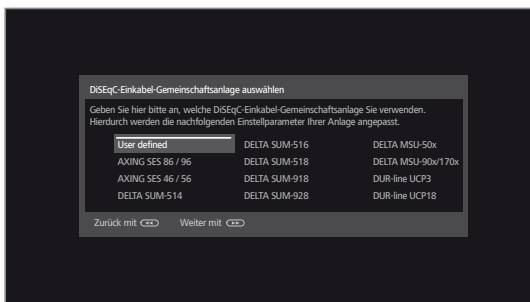 DiSEqC-Einkabel-Gemeinschaftsanlage auswählen
Geben Sie hier bitte an, welche DiSEqC-Einkabel-Gemeinschaftsanlage Sie verwenden.
Hierdurch werden die nachfolgenden Einstellparameter Ihrer Anlage angepasst.
User defined DELTA SUM-516 DELTA MSU-50x
AXING SES 86 / 96 DELTA SUM-518 DELTA MSU-90x/170x
AXING SES 46 / 56 DELTA SUM-918 DUR-line UCP3
DELTA SUM-514 DELTA SUM-928 DUR-line UCP18
Zurück mit Weiter mit